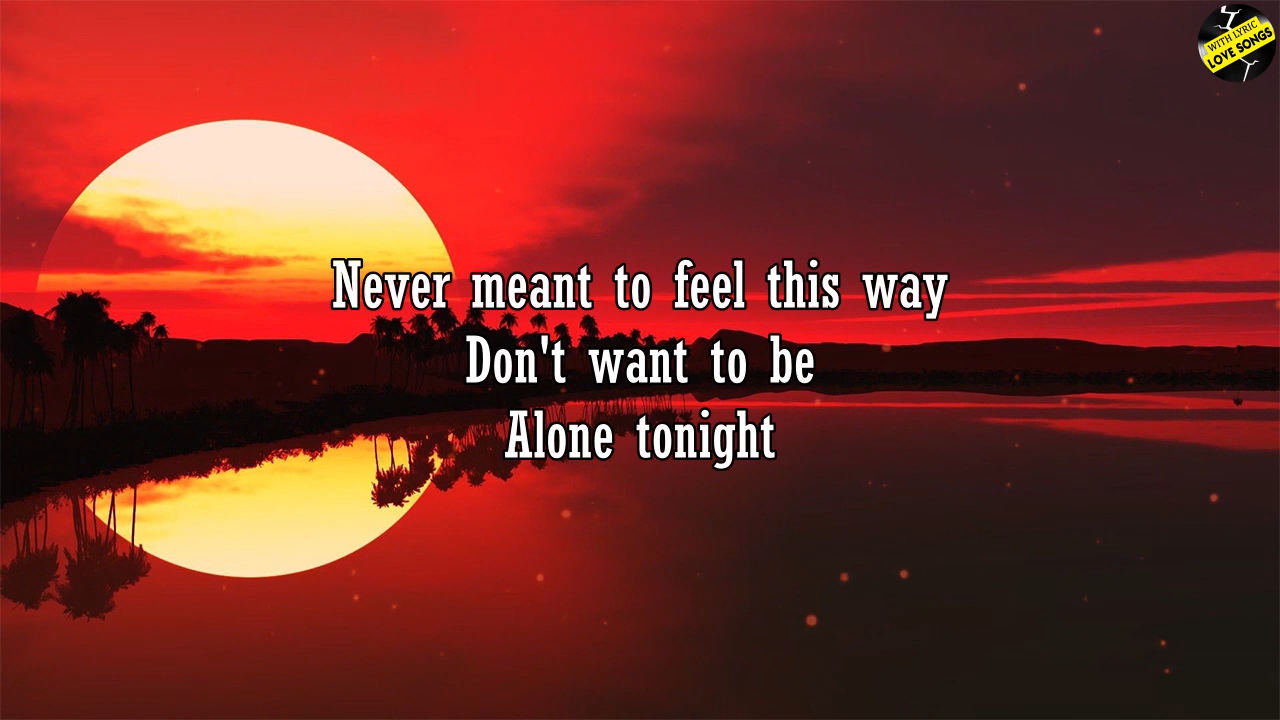 WITH LYRIC
LOVE SONGS
Never meant to feel this way
Don't want to be
Alone tonight